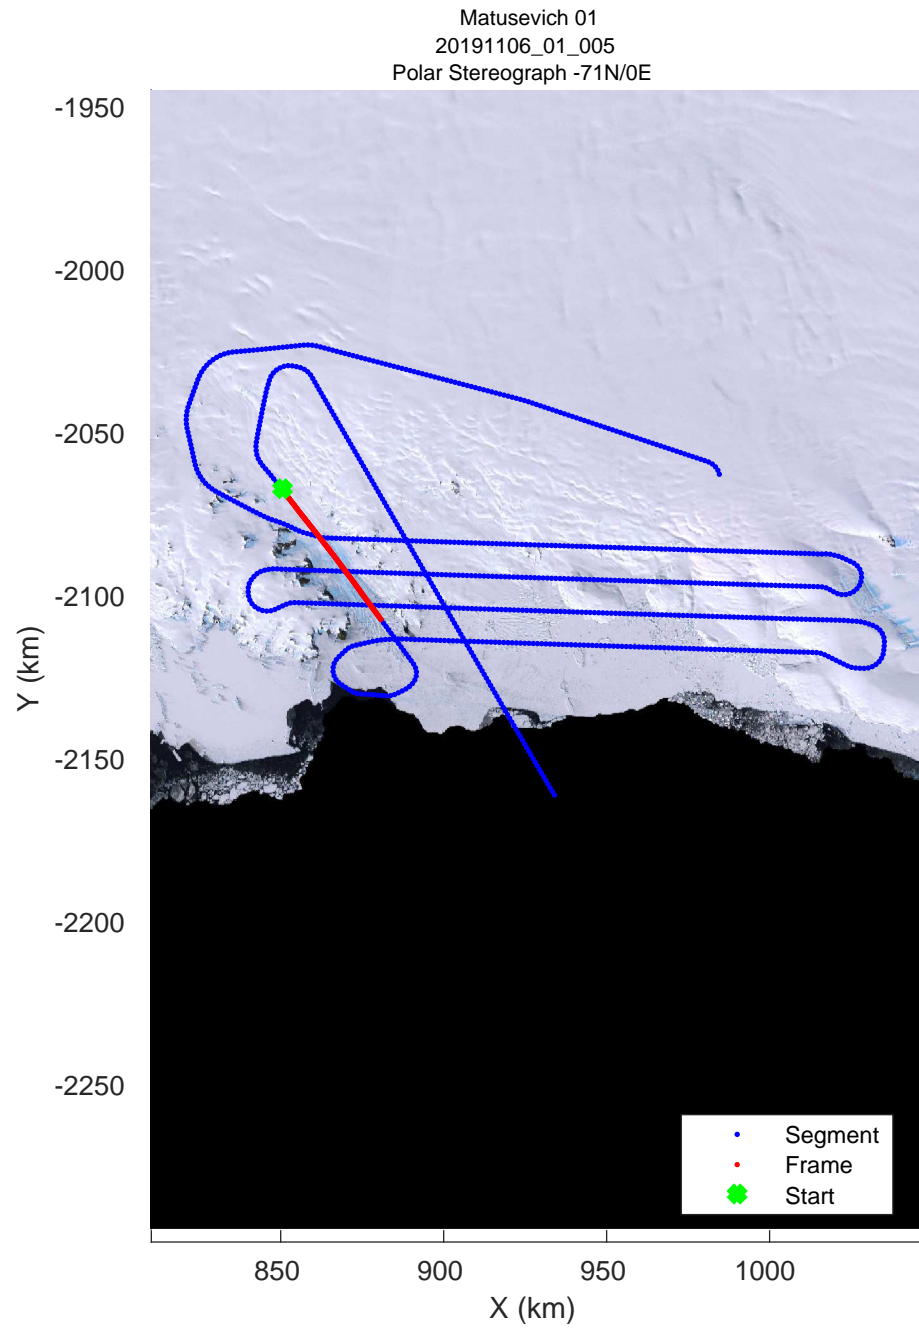 Matusevich 01
20191106_01_005
Polar Stereograph -71N/0E
-1950
-2000
-2050
-2100
-2150
-2200
-2250
Y (km)
Segment
Frame
Start
850 900 950 1000
X (km)